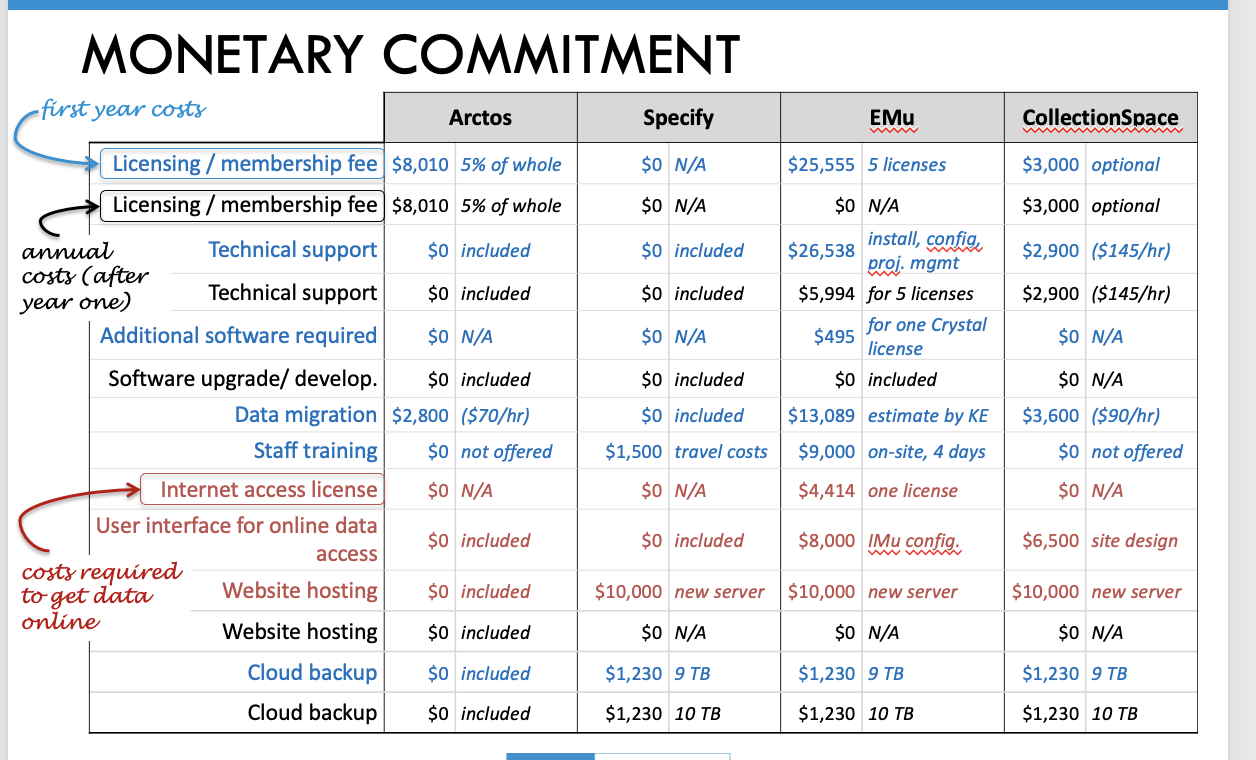 MONETARY COMMITMENT
first year costs
Arctos Specify EMu CollectionSpace
Licensing / membership fee $8,010 5% of whole $0 N/A $25,555 5 licenses $3,000 optional
Licensing / membership fee $8,010 5% of whole $0 N/A $0 N/A $3,000 optional
annual
costs (after
year one)
Technical support $0 included $0 included $26,538 install, config,
proj. mgmt $2,900 ($145/hr)
Technical support $0 included $0 included $5,994 for 5 licenses $2,900 ($145/hr)
Additional software required $0 N/A $0 N/A $495 for one Crystal
license $0 N/A
Software upgrade/ develop. $0 included $0 included $0 included $0 N/A
Data migration $2,800 ($70/hr) $0 included $13,089 estimate by KE $3,600 ($90/hr)
Staff training $0 not offered $1,500 travel costs $9,000 on-site, 4 days $0 not offered
Internet access license $0 N/A $0 N/A $4,414 one license $0 N/A
User interface for online data
access $0 included $0 included $8,000 IMu config. $6,500 site design
costs required
to get data
online
Website hosting $0 included $10,000 new server $10,000 new server $10,000 new server
Website hosting $0 included $0 N/A $0 N/A $0 N/A
Cloud backup $0 included $1,230 9 TB $1,230 9 TB $1,230 9 TB
Cloud backup $0 included $1,230 10 TB $1,230 10 TB $1,230 10 TB